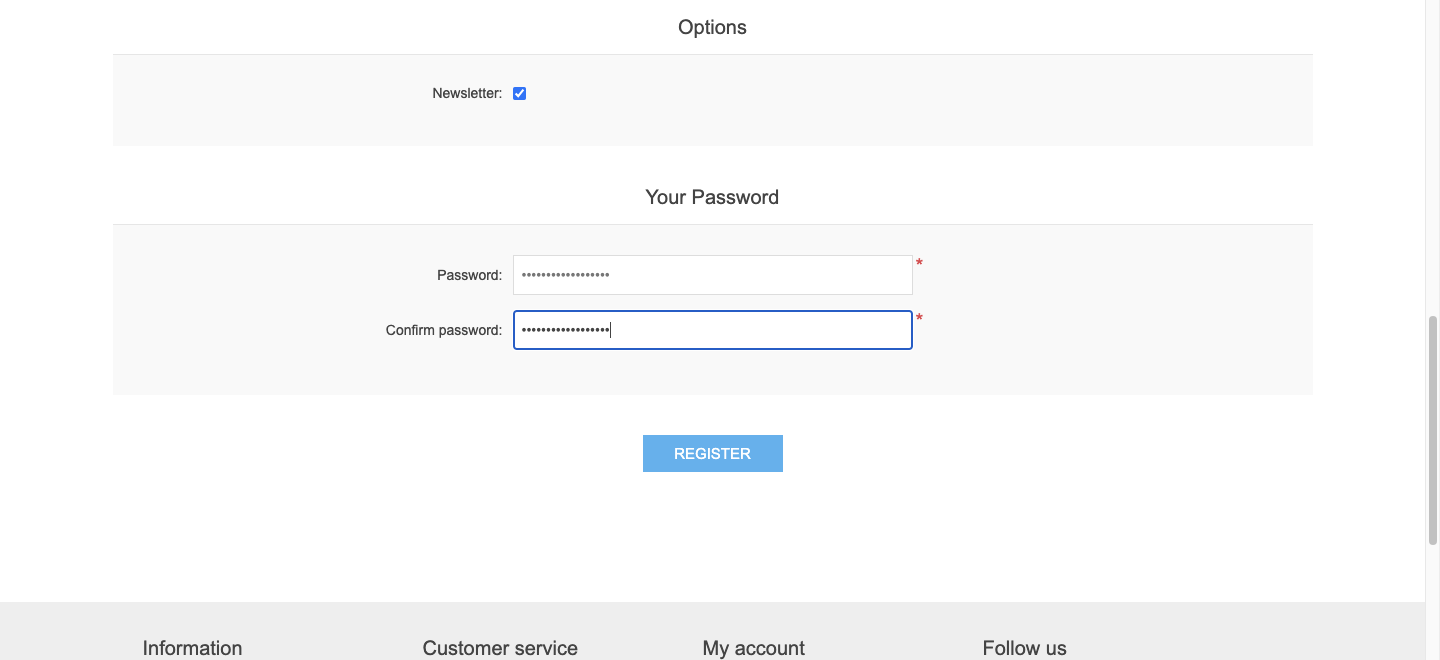 Options
Newsletter:
Your Password
Password: •••••••••••••••••• *
Confirm password: •••••••••••••••••• *
REGISTER
Information Customer service My account Follow us